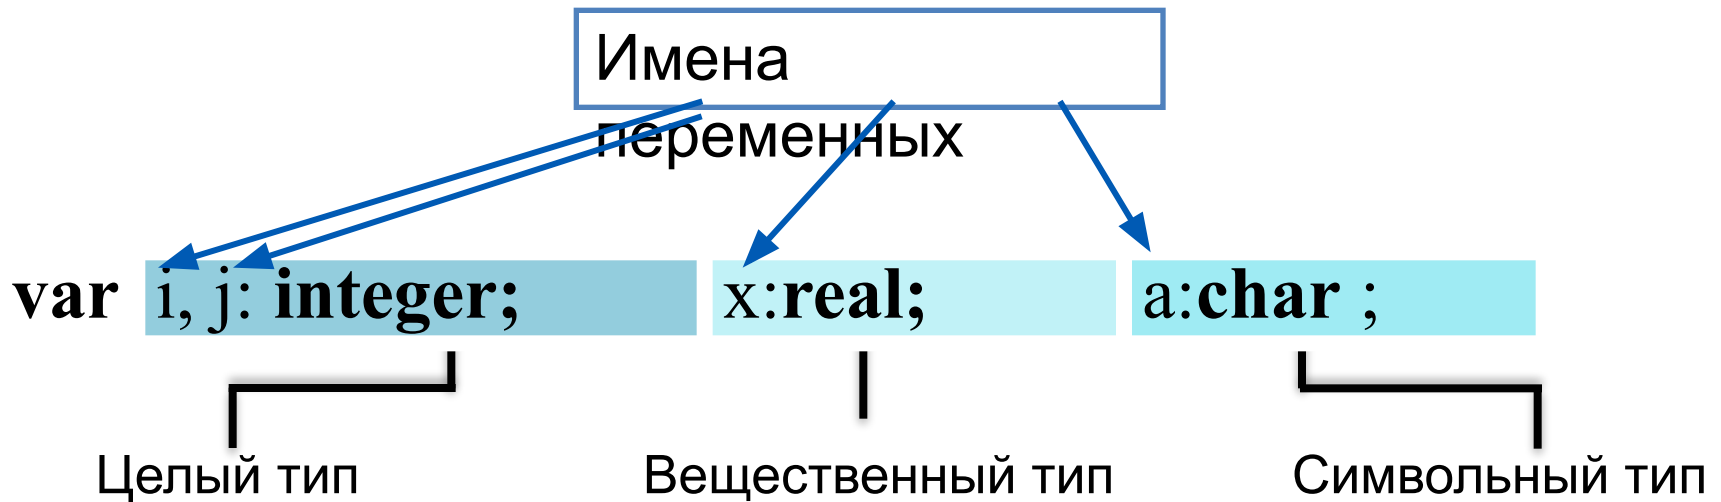 Имена
переменных
var i, j: integer; x:real; a:char ;
Целый тип Вещественный тип Символьный тип